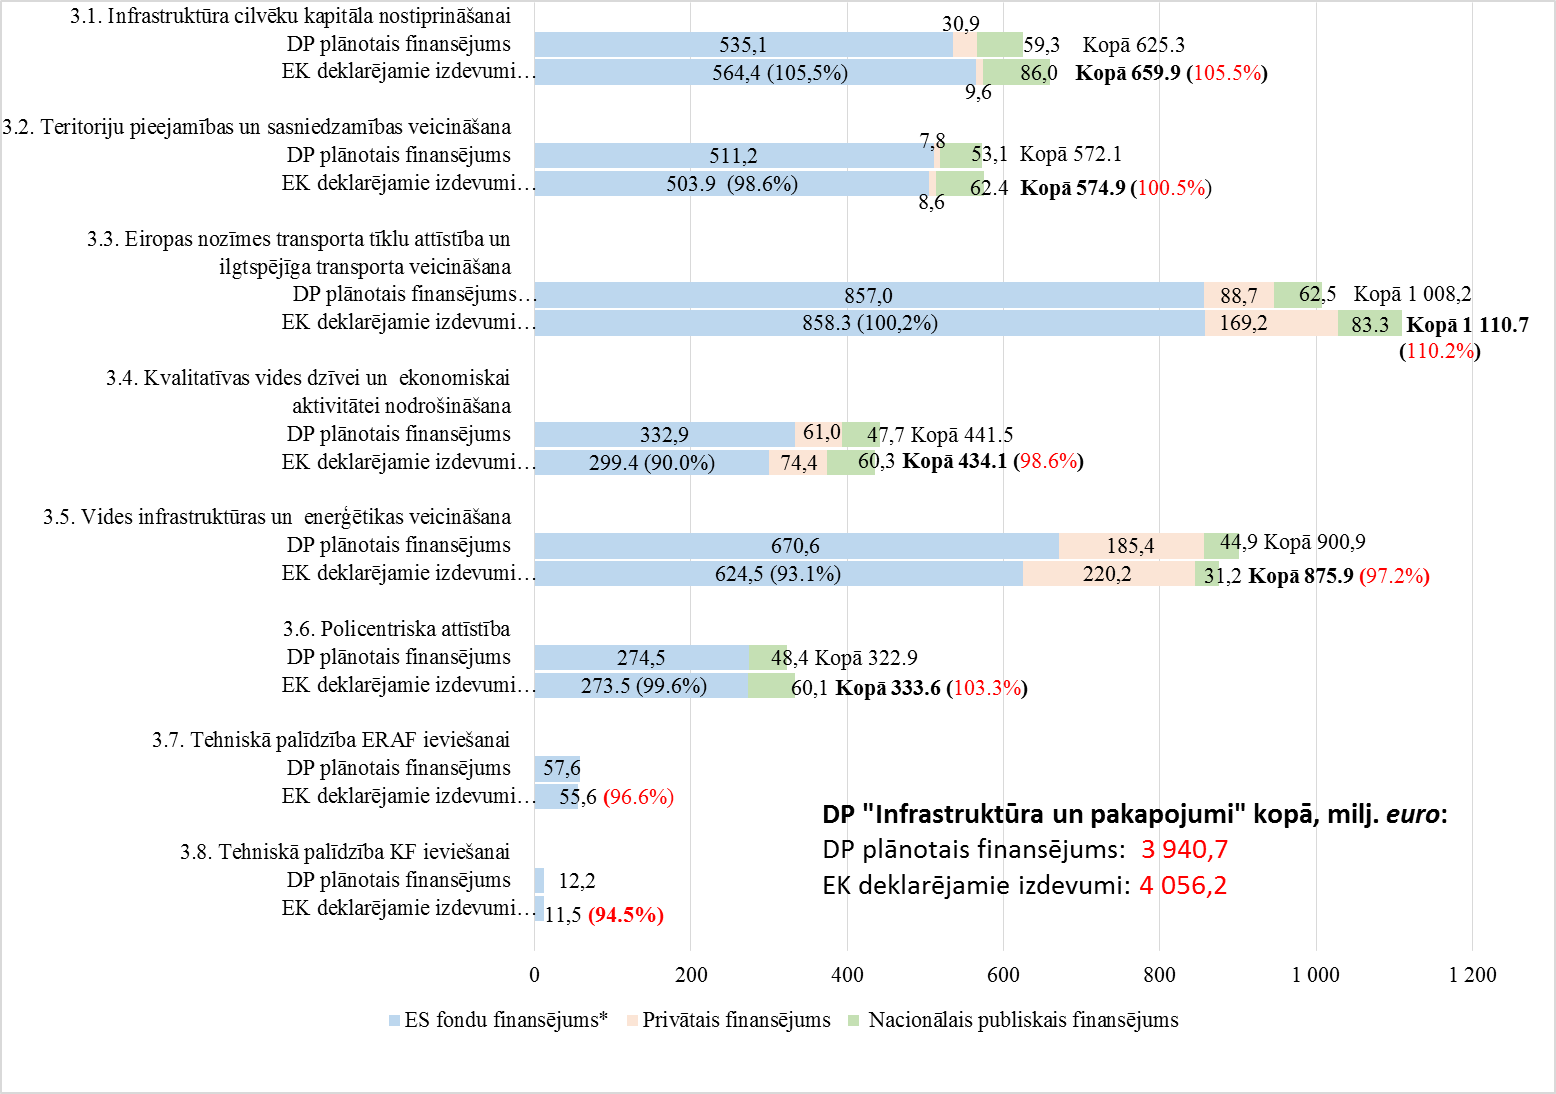 3.1. Infrastruktūra cilvēku kapitāla nostiprināšanai
30,9
DP plānotais finansējums 535,1 59,3 Kopā 625.3
EK deklarējamie izdevumi… 564,4 (105,5%) 86,0 Kopā 659.9 (105.5%)
9,6
3.2. Teritoriju pieejamības un sasniedzamības veicināšana
7,8
DP plānotais finansējums 511,2 53,1 Kopā 572.1
EK deklarējamie izdevumi… 503.9 (98.6%) 62.4 Kopā 574.9 (100.5%)
8,6
3.3. Eiropas nozīmes transporta tīklu attīstība un
ilgtspējīga transporta veicināšana
DP plānotais finansējums… 857,0 88,7 62,5 Kopā 1 008,2
EK deklarējamie izdevumi… 858.3 (100,2%) 169,2 83.3 Kopā 1 110.7
(110.2%)
3.4. Kvalitatīvas vides dzīvei un ekonomiskai
aktivitātei nodrošināšana
DP plānotais finansējums 332,9 61,0 47,7 Kopā 441.5
EK deklarējamie izdevumi… 299.4 (90.0%) 74,4 60,3 Kopā 434.1 (98.6%)
3.5. Vides infrastruktūras un enerģētikas veicināšana
DP plānotais finansējums 670,6 185,4 44,9 Kopā 900,9
EK deklarējamie izdevumi… 624,5 (93.1%) 220,2 31,2 Kopā 875.9 (97.2%)
3.6. Policentriska attīstība
DP plānotais finansējums 274,5 48,4 Kopā 322.9
EK deklarējamie izdevumi… 273.5 (99.6%) 60,1 Kopā 333.6 (103.3%)
3.7. Tehniskā palīdzība ERAF ieviešanai
DP plānotais finansējums 57,6
EK deklarējamie izdevumi… 55,6 (96.6%)
3.8. Tehniskā palīdzība KF ieviešanai
DP plānotais finansējums 12,2
EK deklarējamie izdevumi… 11,5 (94.5%)
DP "Infrastruktūra un pakapojumi" kopā, milj. euro:
DP plānotais finansējums: 3 940,7
EK deklarējamie izdevumi: 4 056,2
0 200 400 600 800 1 000 1 200
ES fondu finansējums* Privātais finansējums Nacionālais publiskais finansējums